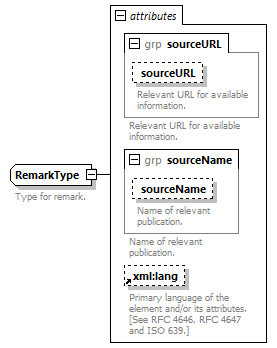 attributes
grp sourceURL
sourceURL
Relevant URL for available
information.
Relevant URL for available
information.
RemarkType
Type for remark.
grp sourceName
sourceName
Name of relevant
publication.
Name of relevant
publication.
xml:lang
Primary language of the
element and/or its attributes.
[See RFC 4646, RFC 4647
and ISO 639.]